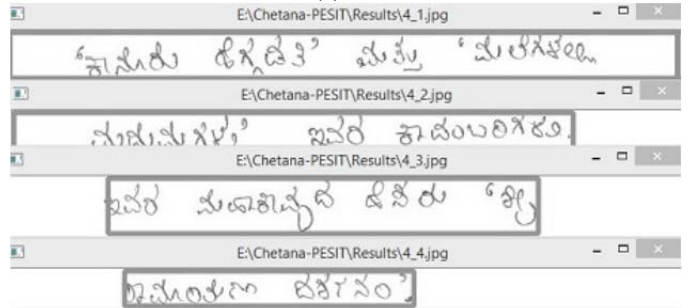 E:\Chetana-PESIT\Results\4_1.jpg
‘ಕಾನೂರು ಹೆಗ್ಗಡಿತಿ’ ಮತ್ತು ‘ಮಲೆಗಳಲ್ಲಿ
E:\Chetana-PESIT\Results\4_2.jpg
ಮದುಮಗಳು’ ಇವರ ಕಾದಂಬರಿಗಳು.
E:\Chetana-PESIT\Results\4_3.jpg
ಇವರ ಮಹಾಕಾವ್ಯದ ಹೆಸರು ‘ಶ್ರೀ
E:\Chetana-PESIT\Results\4_4.jpg
ರಾಮಾಯಣ ದರ್ಶನಂ’.